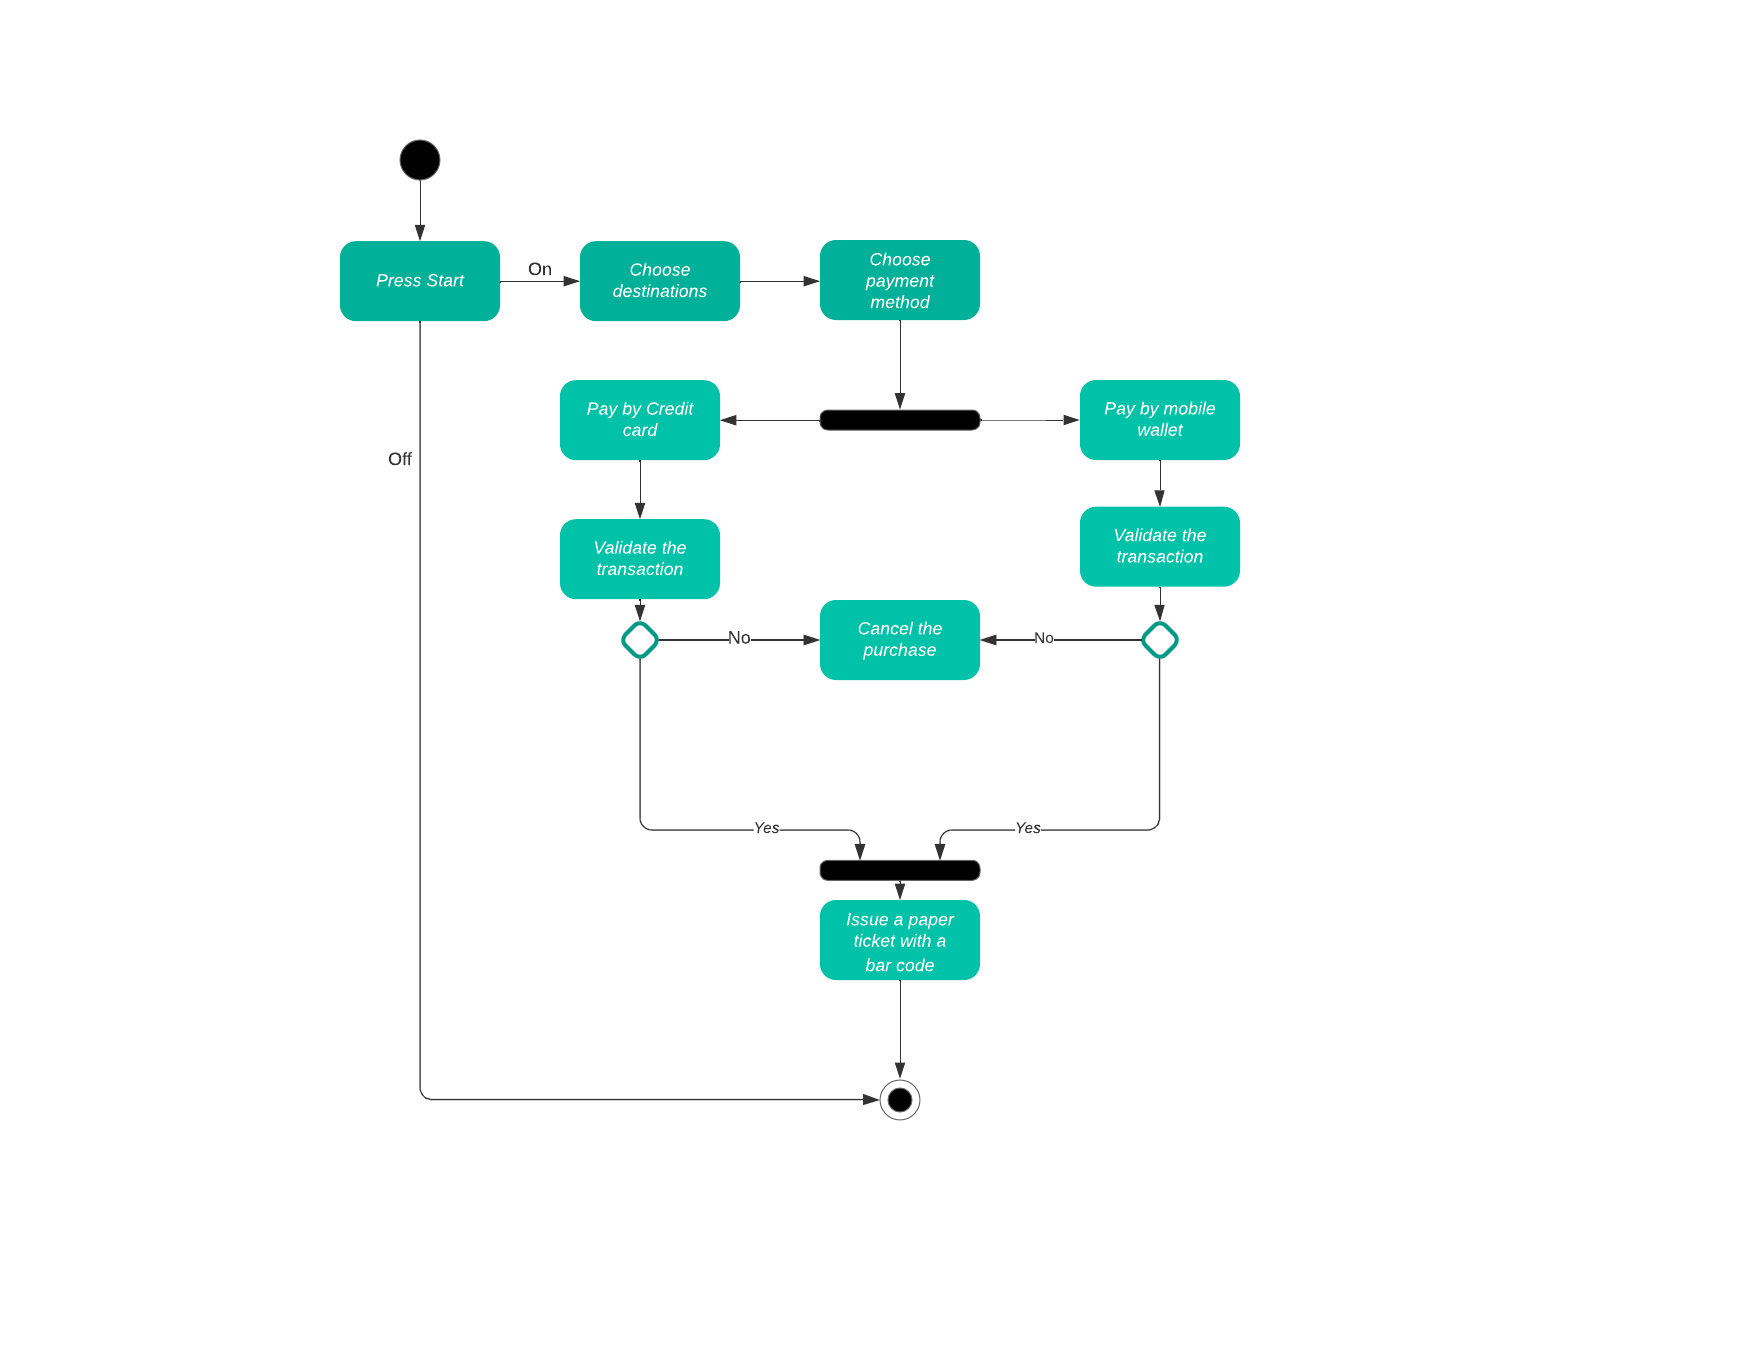 Press Start
On
Choose
destinations
Choose
payment
method
Pay by Credit
card
Pay by mobile
wallet
Off
Validate the
transaction
Validate the
transaction
No
Cancel the
purchase
No
Yes
Yes
Issue a paper
ticket with a
bar code